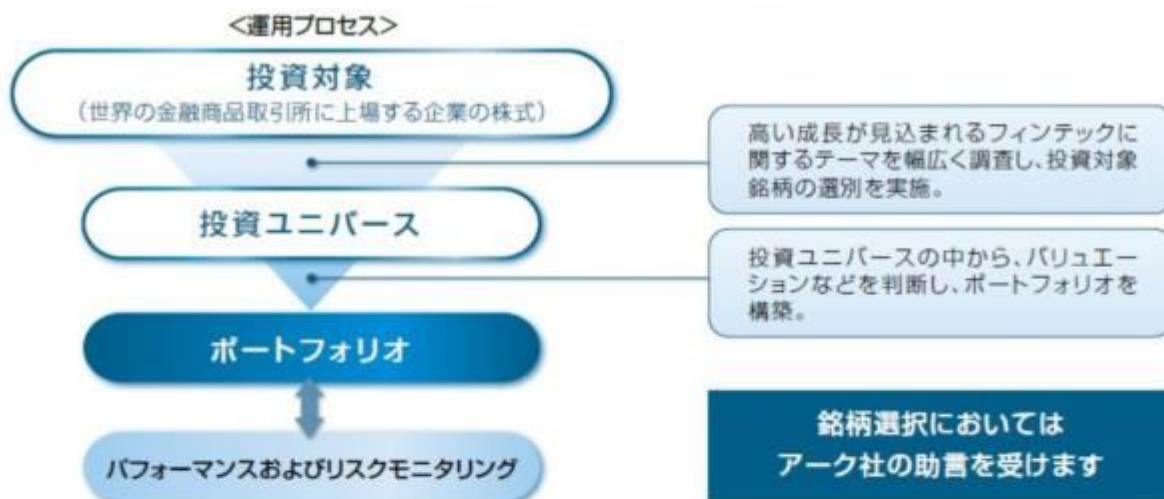 ＜運用プロセス＞
投資対象
（世界の金融商品取引所に上場する企業の株式）
高い成長が見込まれるフィンテックに
関するテーマを幅広く調査し、投資対象
銘柄の選別を実施。
投資ユニバース
投資ユニバースの中から、バリュエー
ションなどを判断し、ポートフォリオを
構築。
ポートフォリオ
パフォーマンスおよびリスクモニタリング
銘柄選択においては
アーク社の助言を受けます